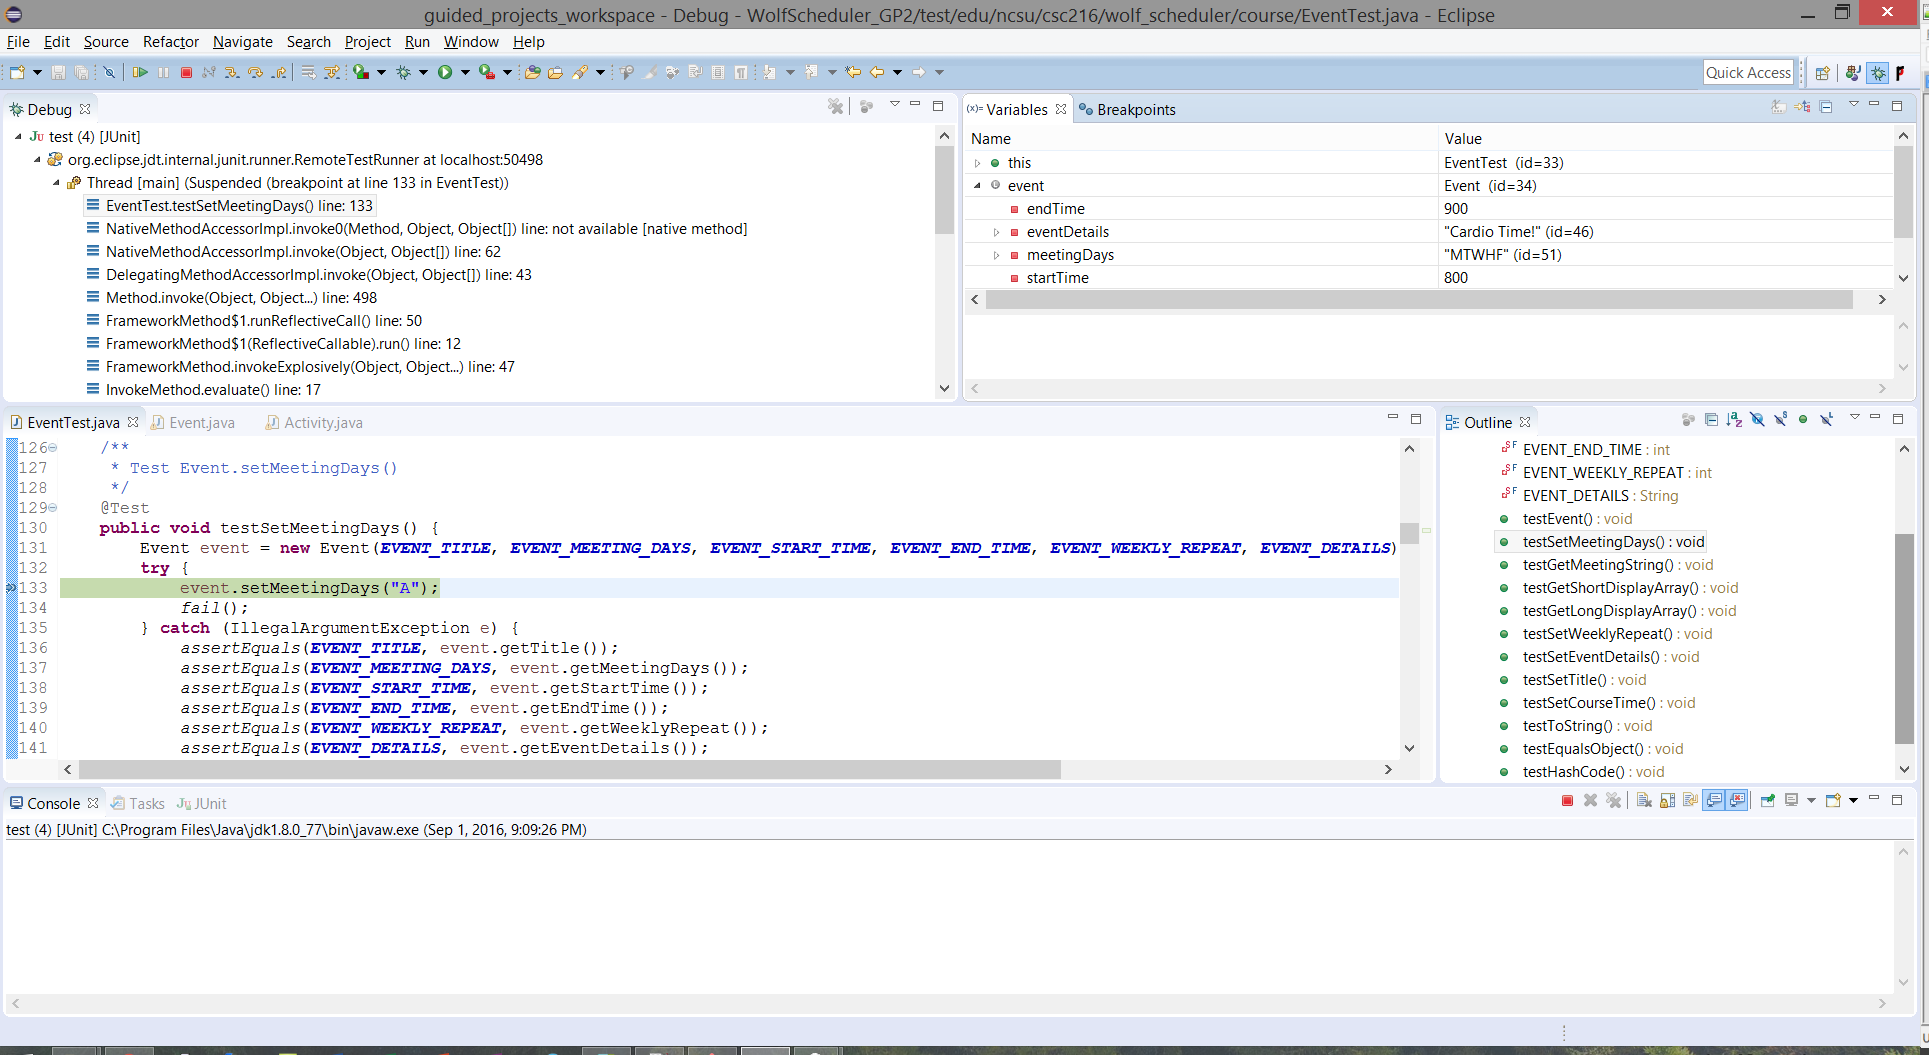 guided_projects_workspace - Debug - WolfScheduler_GP2/test/edu/ncsu/csc216/wolf_scheduler/course/EventTest.java - Eclipse
File Edit Source Refactor Navigate Search Project Run Window Help
Quick Access
Debug
test (4) [JUnit]
org.eclipse.jdt.internal.junit.runner.RemoteTestRunner at localhost:50498
Thread [main] (Suspended (breakpoint at line 133 in EventTest))
EventTest.testSetMeetingDays() line: 133
NativeMethodAccessorImpl.invoke0(Method, Object, Object[]) line: not available [native method]
NativeMethodAccessorImpl.invoke(Object, Object[]) line: 62
DelegatingMethodAccessorImpl.invoke(Object, Object[]) line: 43
Method.invoke(Object, Object...) line: 498
FrameworkMethod$1.runReflectiveCall() line: 50
FrameworkMethod$1(ReflectiveCallable).run() line: 12
FrameworkMethod.invokeExplosively(Object, Object...) line: 47
InvokeMethod.evaluate() line: 17
(x)= Variables Breakpoints
Name Value
this EventTest (id=33)
event Event (id=34)
endTime 900
eventDetails "Cardio Time!" (id=46)
meetingDays "MTWHF" (id=51)
startTime 800
EventTest.java Event.java Activity.java
126 /**
127 * Test Event.setMeetingDays()
128 */
129 @Test
130 public void testSetMeetingDays() {
131 Event event = new Event(EVENT_TITLE, EVENT_MEETING_DAYS, EVENT_START_TIME, EVENT_END_TIME, EVENT_WEEKLY_REPEAT, EVENT_DETAILS)
132 try {
133 event.setMeetingDays("A");
134 fail();
135 } catch (IllegalArgumentException e) {
136 assertEquals(EVENT_TITLE, event.getTitle());
137 assertEquals(EVENT_MEETING_DAYS, event.getMeetingDays());
138 assertEquals(EVENT_START_TIME, event.getStartTime());
139 assertEquals(EVENT_END_TIME, event.getEndTime());
140 assertEquals(EVENT_WEEKLY_REPEAT, event.getWeeklyRepeat());
141 assertEquals(EVENT_DETAILS, event.getEventDetails());
Outline
EVENT_END_TIME : int
EVENT_WEEKLY_REPEAT : int
EVENT_DETAILS : String
testEvent() : void
testSetMeetingDays() : void
testGetMeetingString() : void
testGetShortDisplayArray() : void
testGetLongDisplayArray() : void
testSetWeeklyRepeat() : void
testSetEventDetails() : void
testSetTitle() : void
testSetCourseTime() : void
testToString() : void
testEqualsObject() : void
testHashCode() : void
Console Tasks JUnit
test (4) [JUnit] C:\Program Files\Java\jdk1.8.0_77\bin\javaw.exe (Sep 1, 2016, 9:09:26 PM)